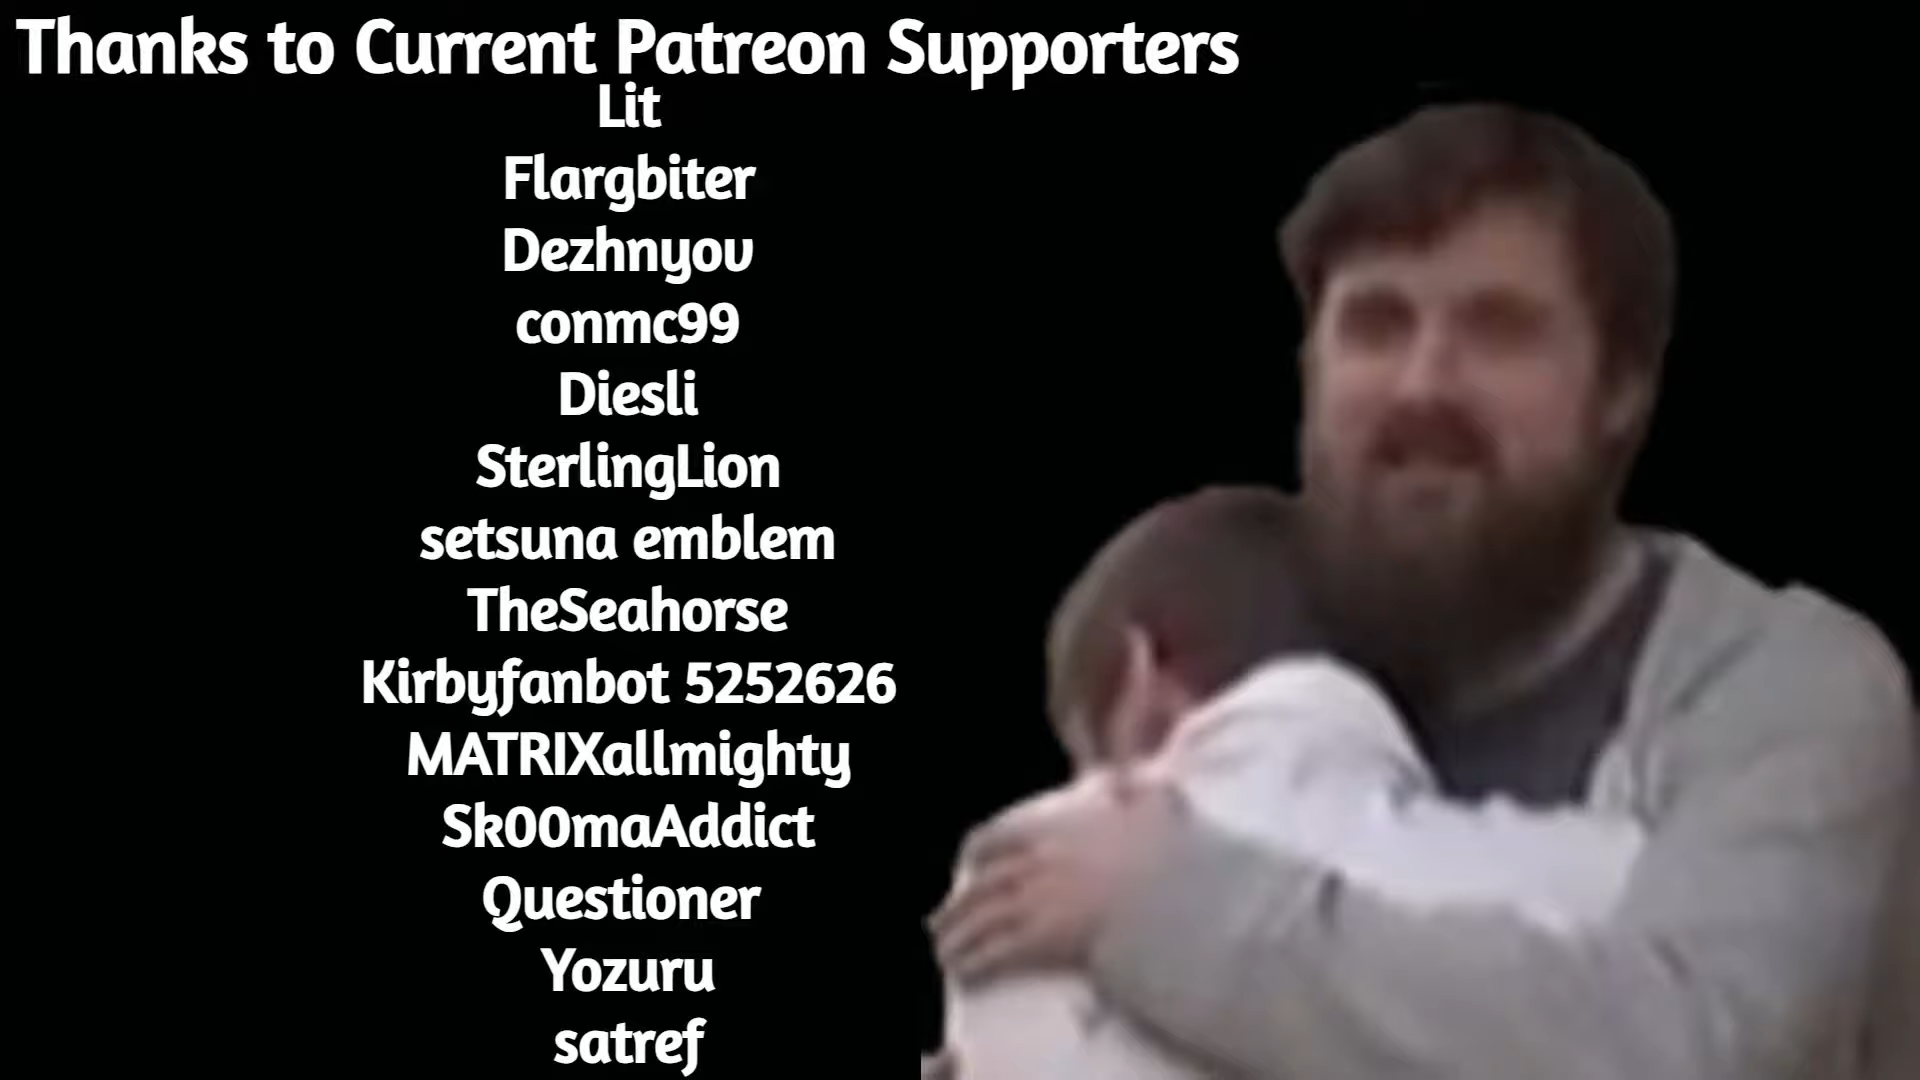 Thanks to Current Patreon Supporters
Lit
Flargbiter
Dezhnyov
conmc99
Diesli
SterlingLion
setsuna emblem
TheSeahorse
Kirbyfanbot 5252626
MATRIXallmighty
Sk00maAddict
Questioner
Yozuru
satref